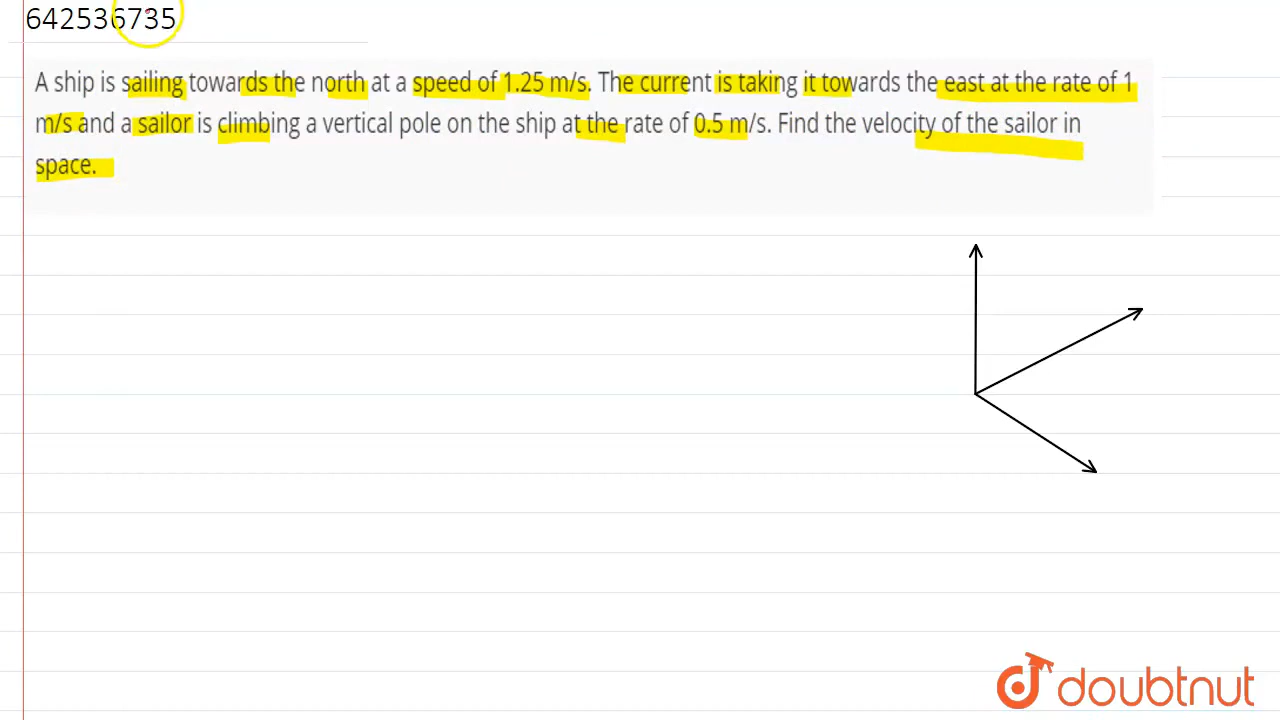 642536735
A ship is sailing towards the north at a speed of 1.25 m/s. The current is taking it towards the east at the rate of 1
m/s and a sailor is climbing a vertical pole on the ship at the rate of 0.5 m/s. Find the velocity of the sailor in
space.
doubtnut